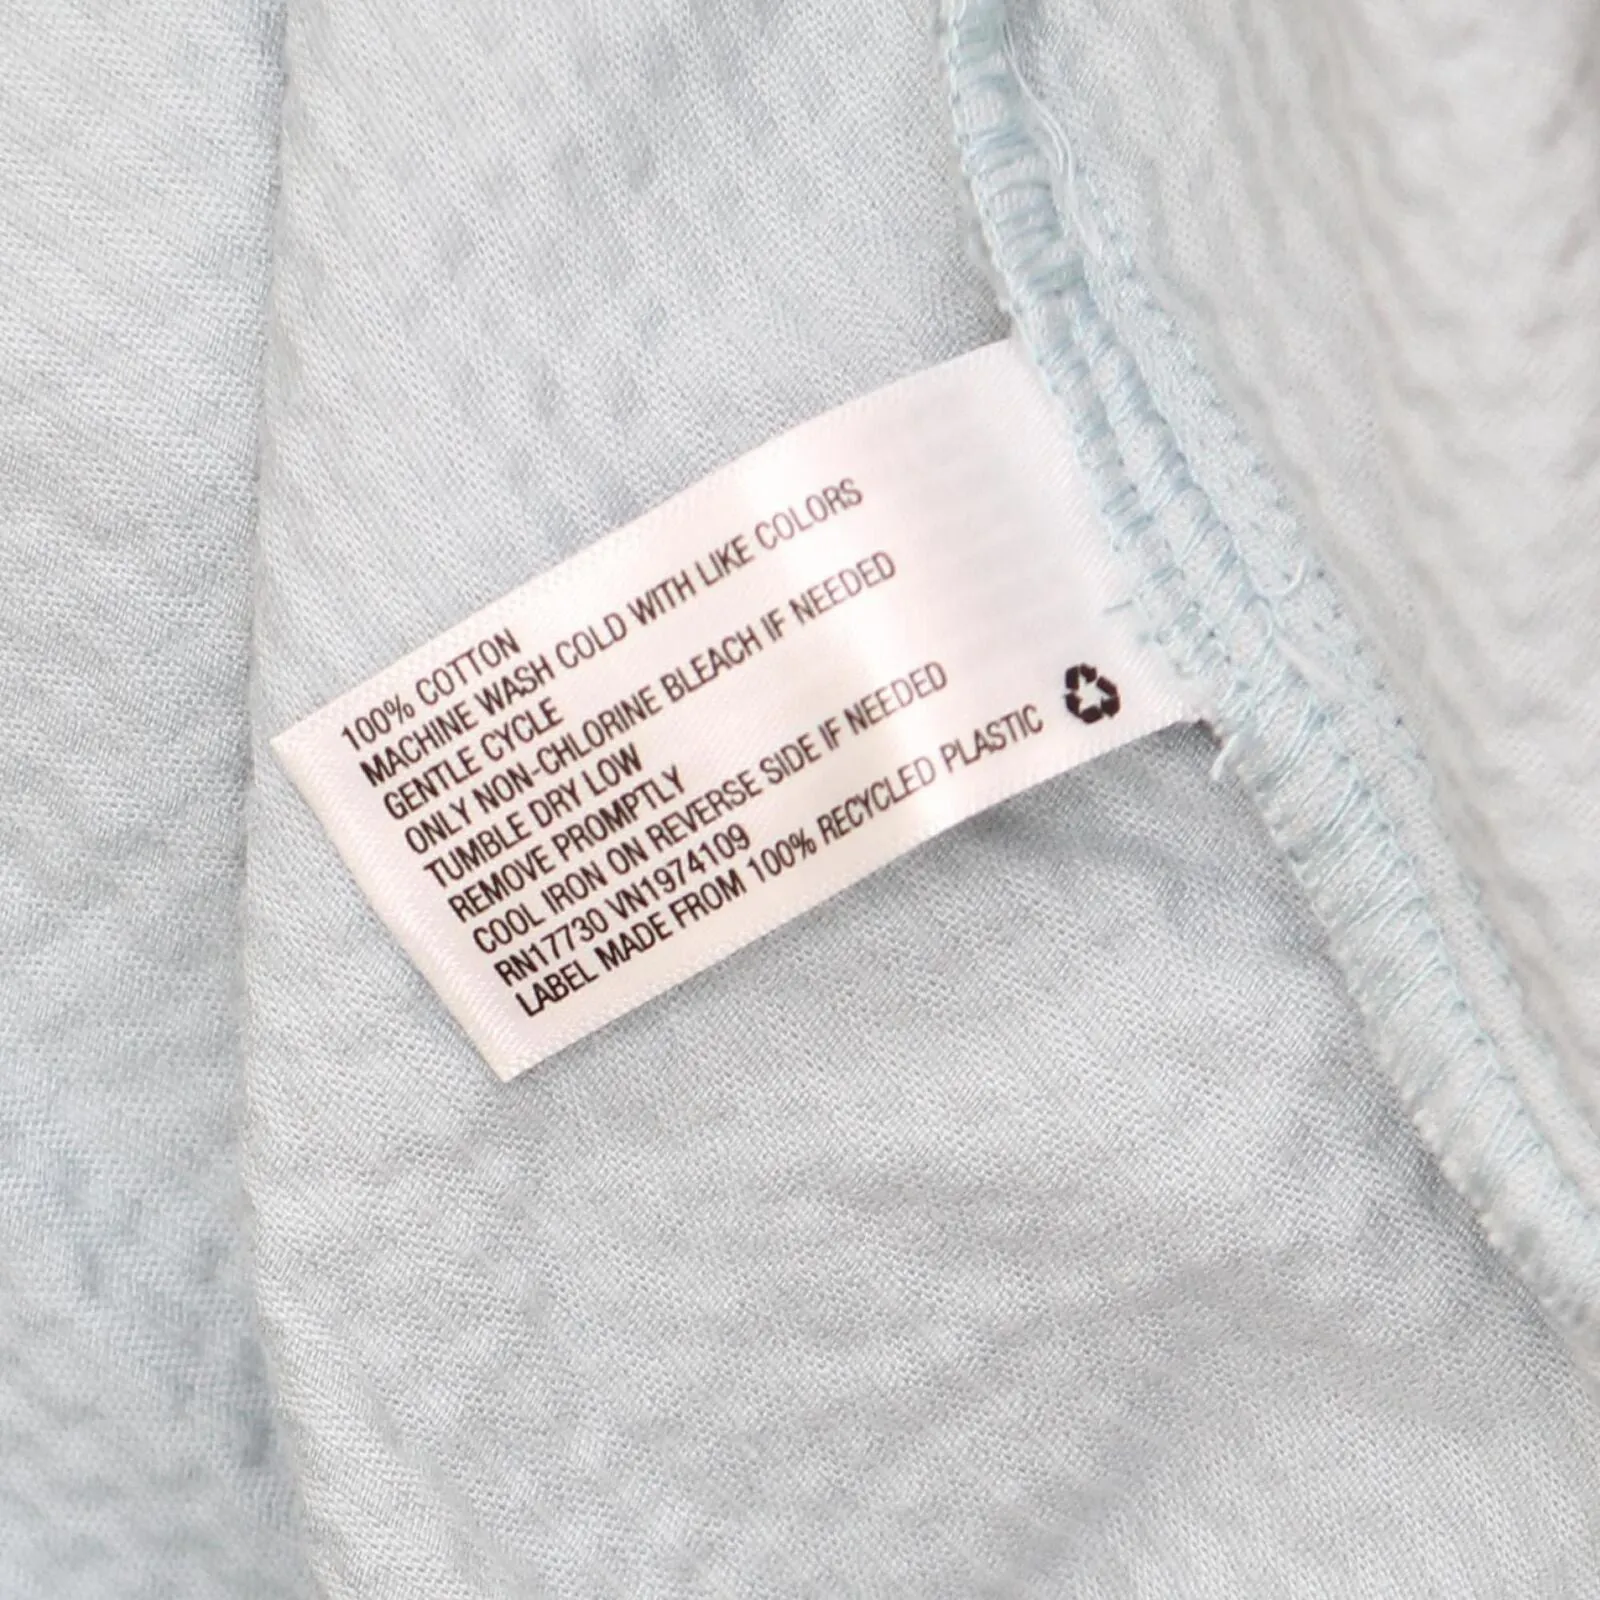 100% COTTON
MACHINE WASH COLD WITH LIKE COLORS
GENTLE CYCLE
ONLY NON-CHLORINE BLEACH IF NEEDED
TUMBLE DRY LOW
REMOVE PROMPTLY
COOL IRON ON REVERSE SIDE IF NEEDED
RN17730 VN1974109
LABEL MADE FROM 100% RECYCLED PLASTIC